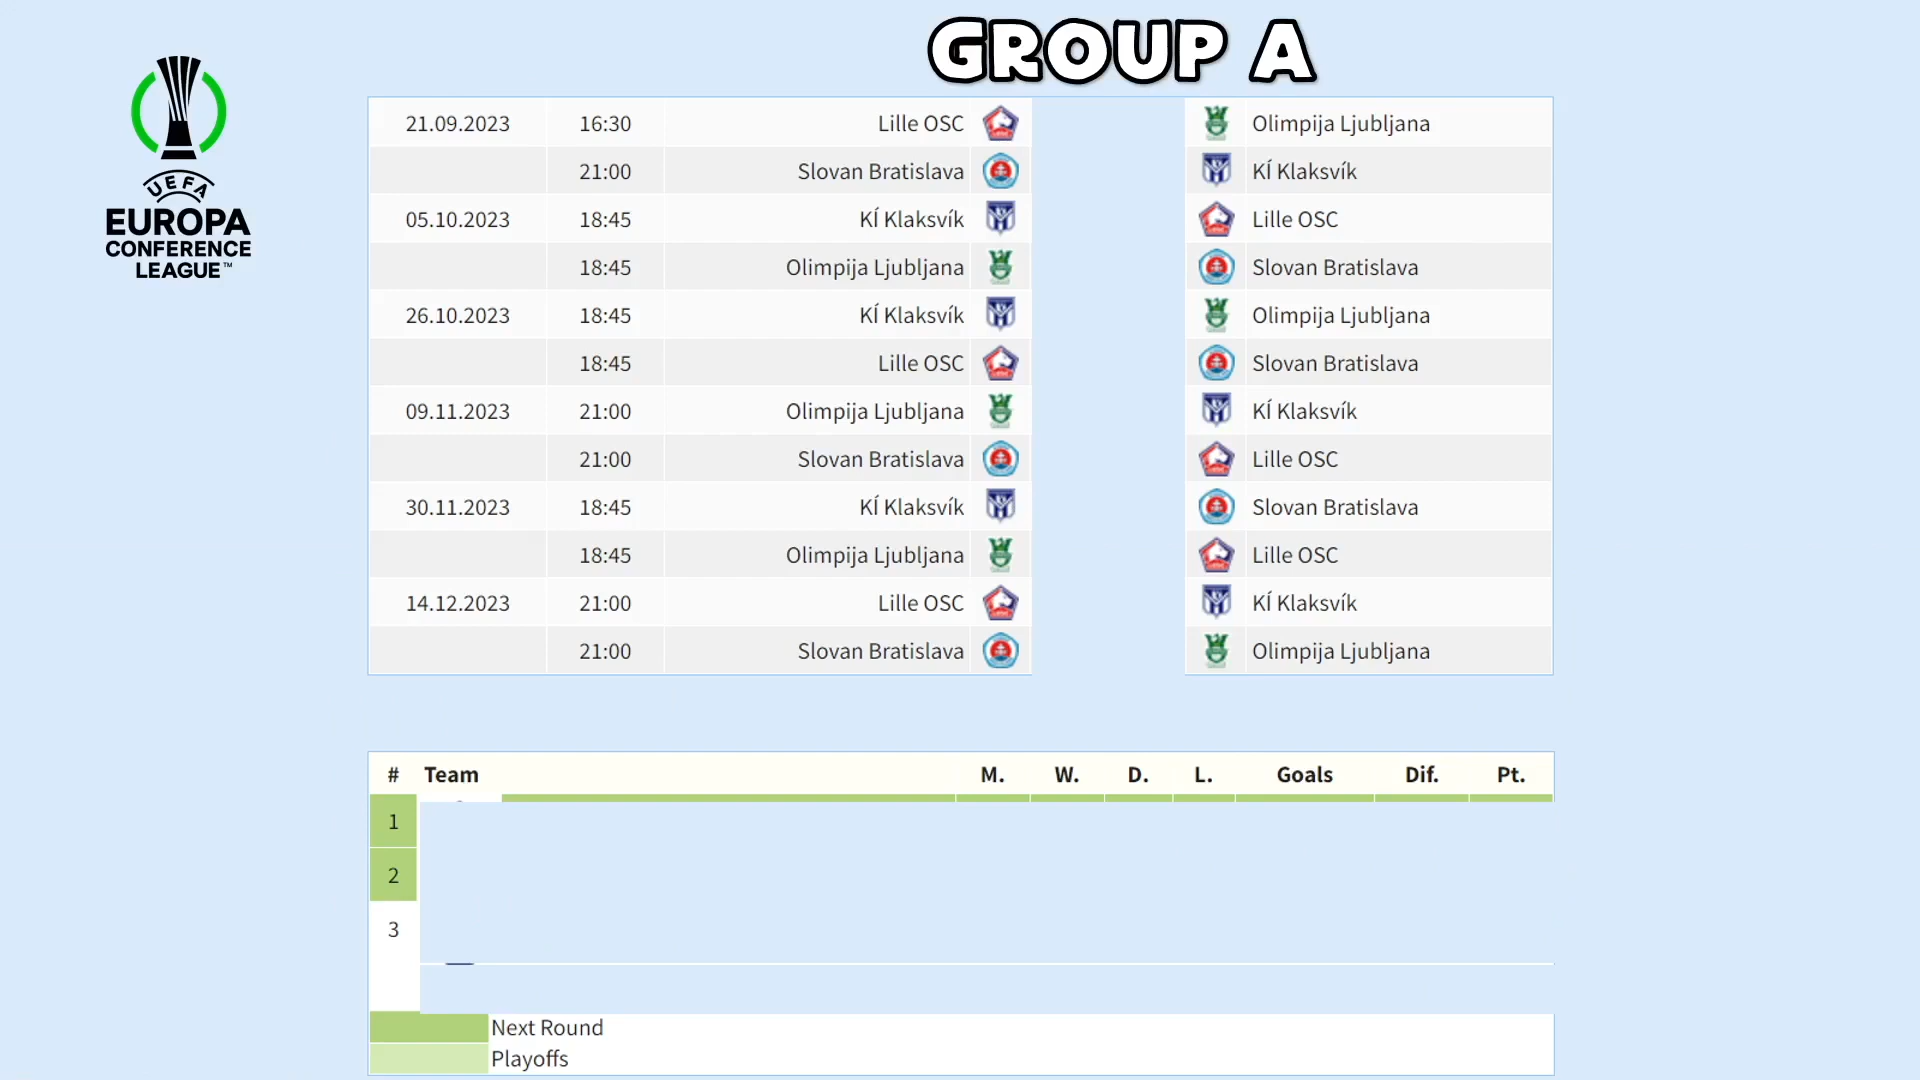 GROUP A
UEFA
EUROPA
CONFERENCE
LEAGUE™
21.09.2023 16:30 Lille OSC Olimpija Ljubljana
21:00 Slovan Bratislava KÍ Klaksvík
05.10.2023 18:45 KÍ Klaksvík Lille OSC
18:45 Olimpija Ljubljana Slovan Bratislava
26.10.2023 18:45 KÍ Klaksvík Olimpija Ljubljana
18:45 Lille OSC Slovan Bratislava
09.11.2023 21:00 Olimpija Ljubljana KÍ Klaksvík
21:00 Slovan Bratislava Lille OSC
30.11.2023 18:45 KÍ Klaksvík Slovan Bratislava
18:45 Olimpija Ljubljana Lille OSC
14.12.2023 21:00 Lille OSC KÍ Klaksvík
21:00 Slovan Bratislava Olimpija Ljubljana
# Team M. W. D. L. Goals Dif. Pt.
1
2
3
Next Round
Playoffs